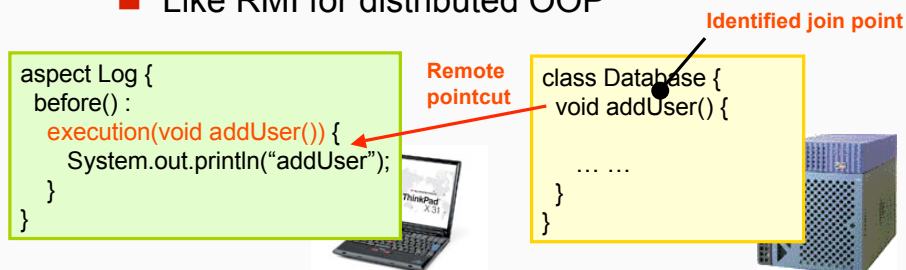 Like RMI for distributed OOP
Identified join point
aspect Log {
before() :
execution(void addUser()) {
System.out.println(“addUser”);
}
}
Remote
pointcut
class Database {
void addUser() {
… …
}
}
ThinkPad
X 31